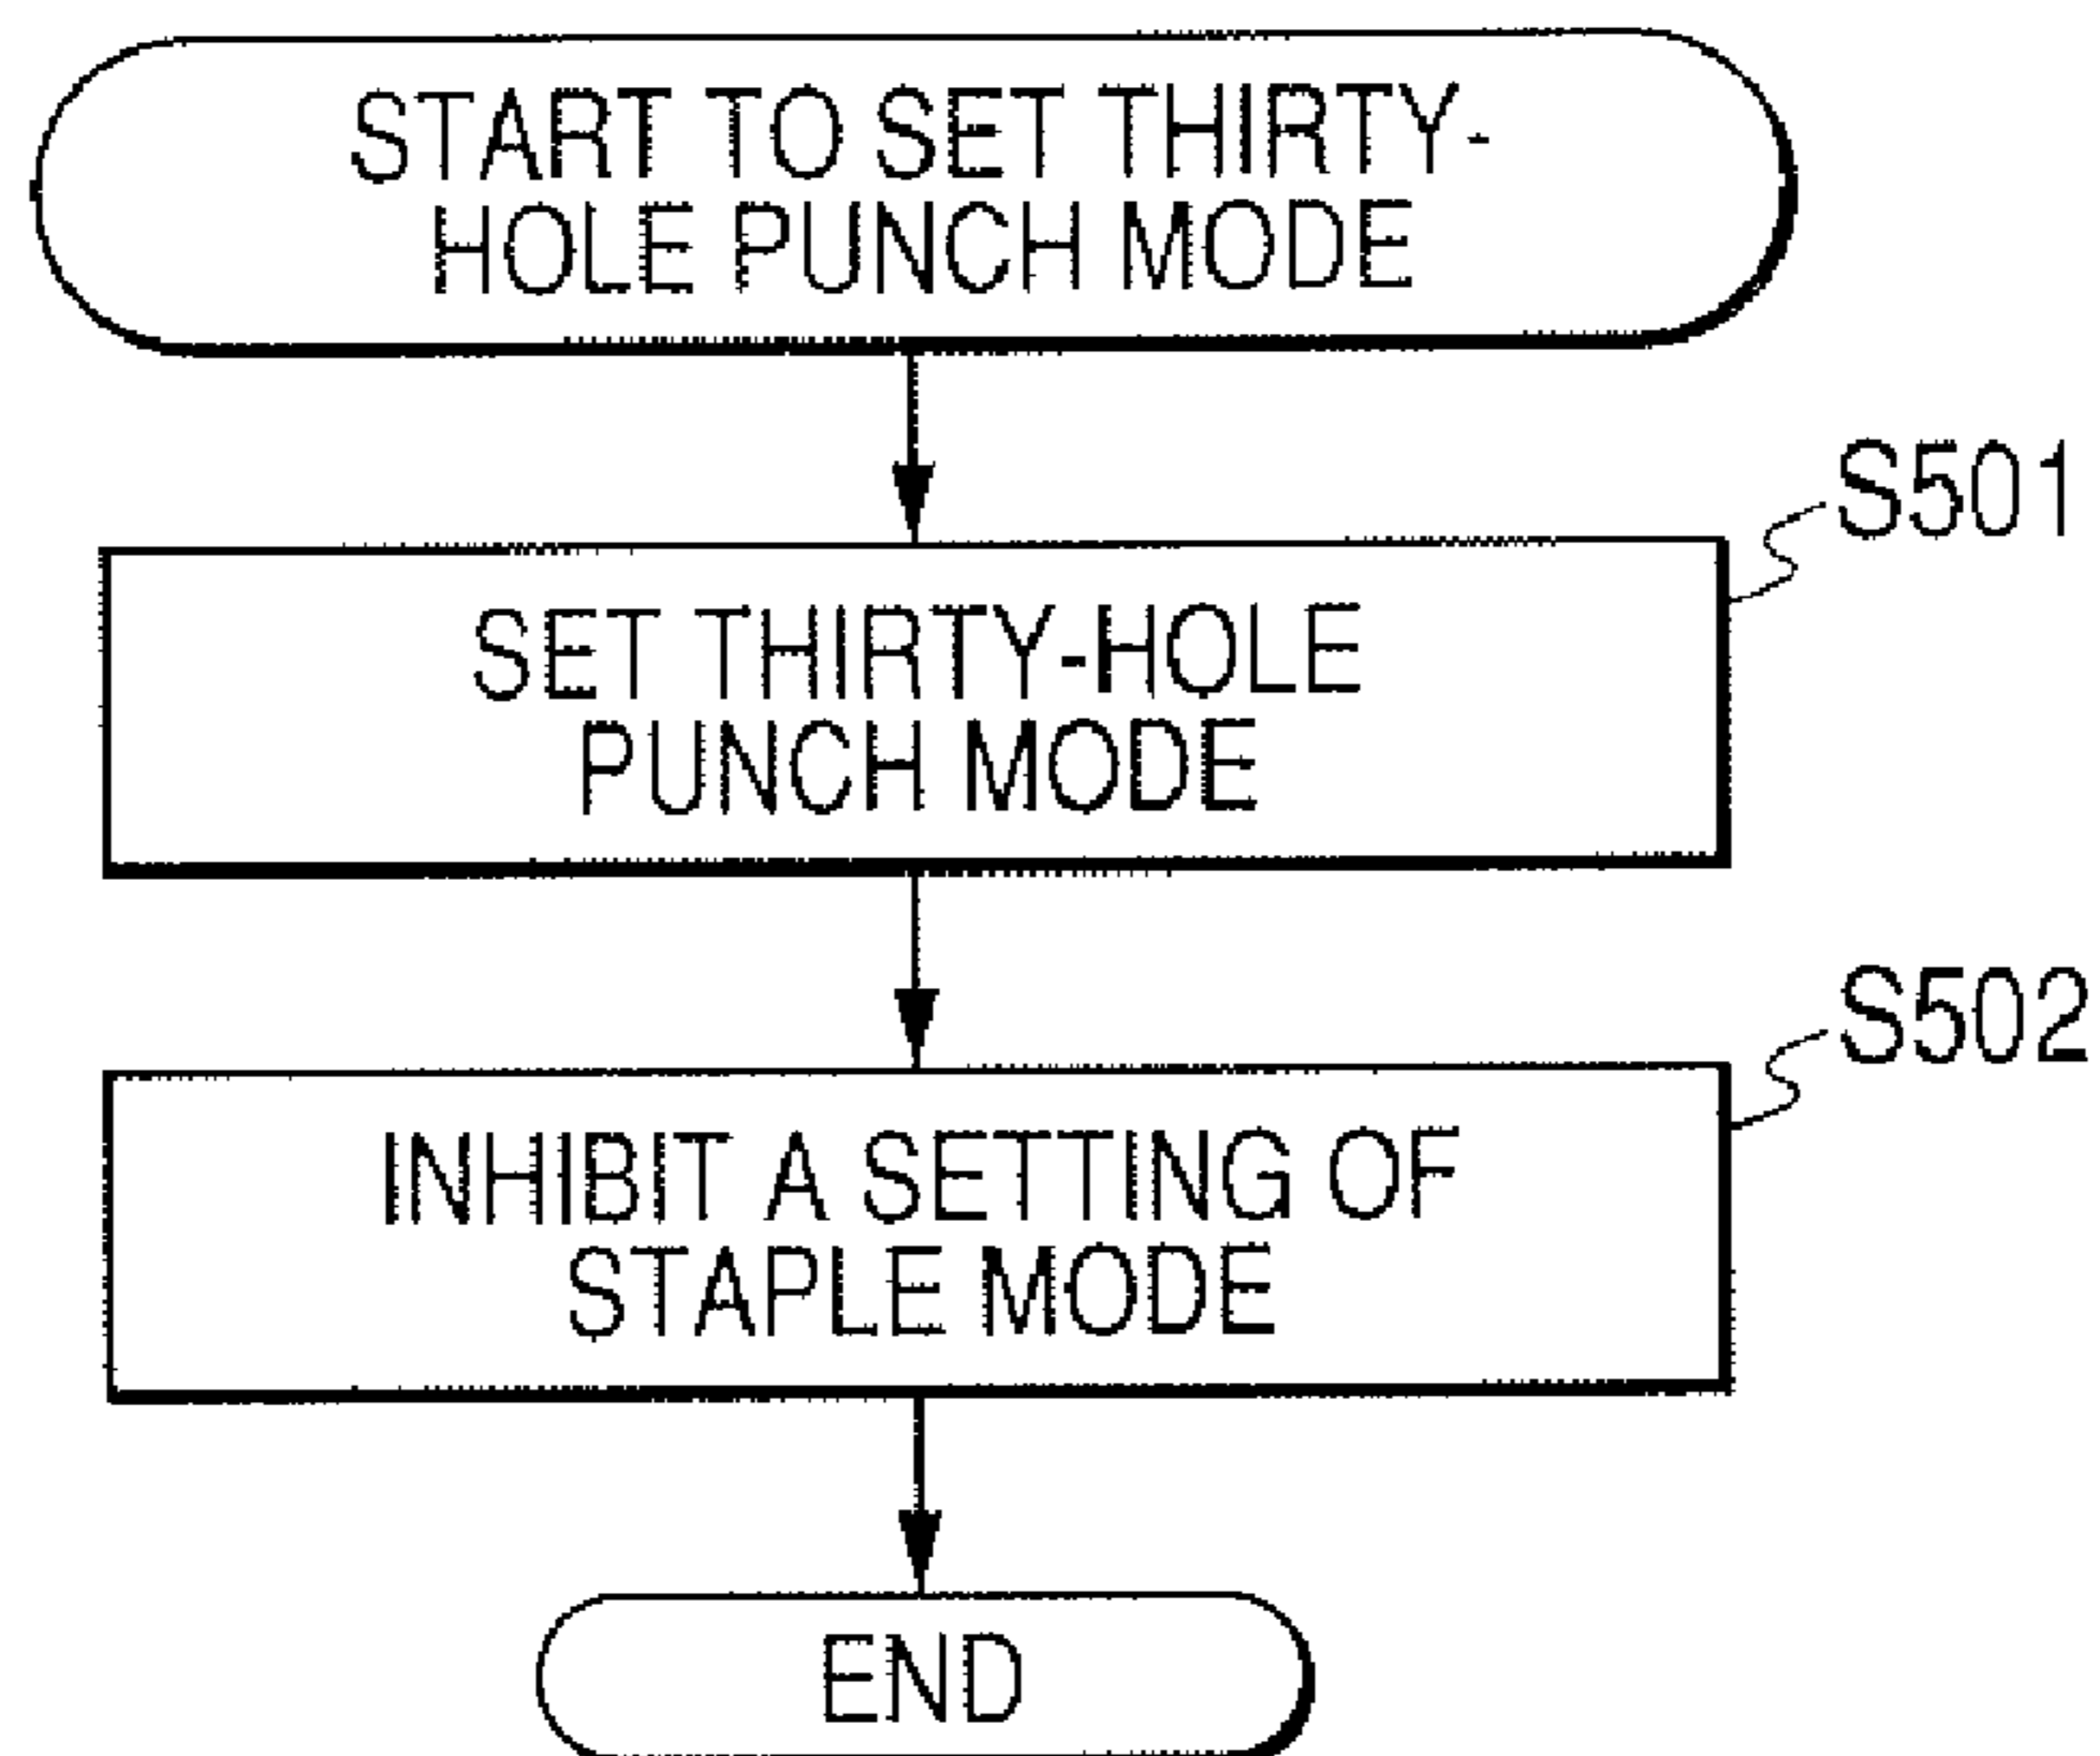 START TO SET THIRTY-
HOLE PUNCH MODE
S501
SET THIRTY-HOLE
PUNCH MODE
S502
INHIBIT A SETTING OF
STAPLE MODE
END